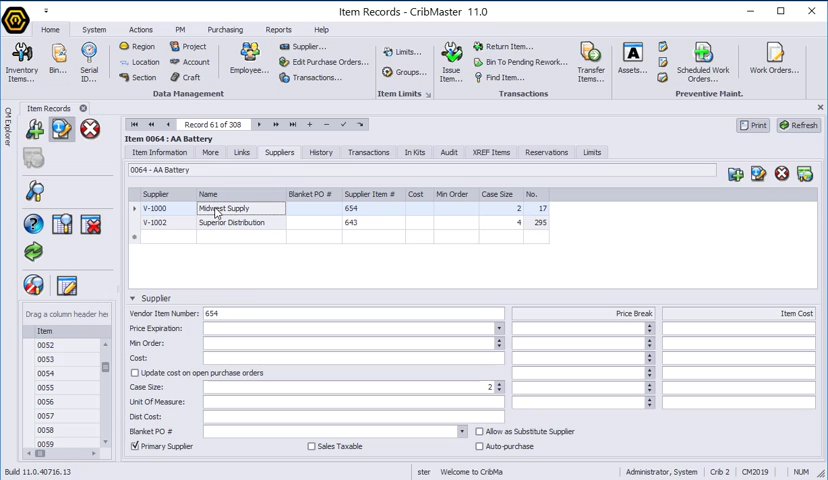 Item Records - CribMaster 11.0
Home System Actions PM Purchasing Reports Help
Inventory Items... Bin... Serial ID...
Region Project
Location Account
Section Craft
Employee...
Supplier...
Edit Purchase Orders...
Transactions...
Limits...
Groups...
Issue Item...
Return Item...
Bin To Pending Rework...
Find Item...
Transfer Items...
Assets... Scheduled Work Orders... Work Orders...
Data Management Item Limits Transactions Preventive Maint.
CM Explorer
Item Records
Record 61 of 308
Print Refresh
Item 0064 : AA Battery
Item Information More Links Suppliers History Transactions In Kits Audit XREF Items Reservations Limits
0064 - AA Battery
Supplier Name Blanket PO # Supplier Item # Cost Min Order Case Size No.
V-1000 Midwest Supply 654 2 17
V-1002 Superior Distribution 643 4 295
Supplier
Vendor Item Number: 654 Price Break Item Cost
Price Expiration:
Min Order:
Cost:
Update cost on open purchase orders
Case Size: 2
Unit Of Measure:
Dist Cost:
Blanket PO # Allow as Substitute Supplier
Primary Supplier Sales Taxable Auto-purchase
Drag a column header her
Item
0052
0053
0054
0055
0056
0057
0058
0059
Build 11.0.40716.13 ster Welcome to CribMa Administrator, System Crib 2 CM2019 NUM